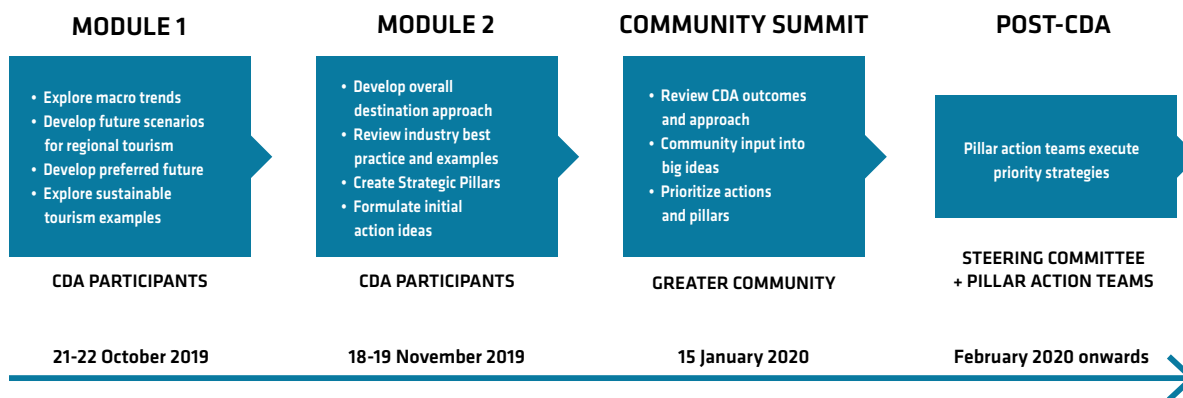 MODULE 1
• Explore macro trends
• Develop future scenarios
for regional tourism
• Develop preferred future
• Explore sustainable
tourism examples
CDA PARTICIPANTS
21-22 October 2019
MODULE 2
• Develop overall
destination approach
• Review industry best
practice and examples
• Create Strategic Pillars
• Formulate initial
action ideas
CDA PARTICIPANTS
18-19 November 2019
COMMUNITY SUMMIT
• Review CDA outcomes
and approach
• Community input into
big ideas
• Prioritize actions
and pillars
GREATER COMMUNITY
15 January 2020
POST-CDA
Pillar action teams execute
priority strategies
STEERING COMMITTEE
+ PILLAR ACTION TEAMS
February 2020 onwards